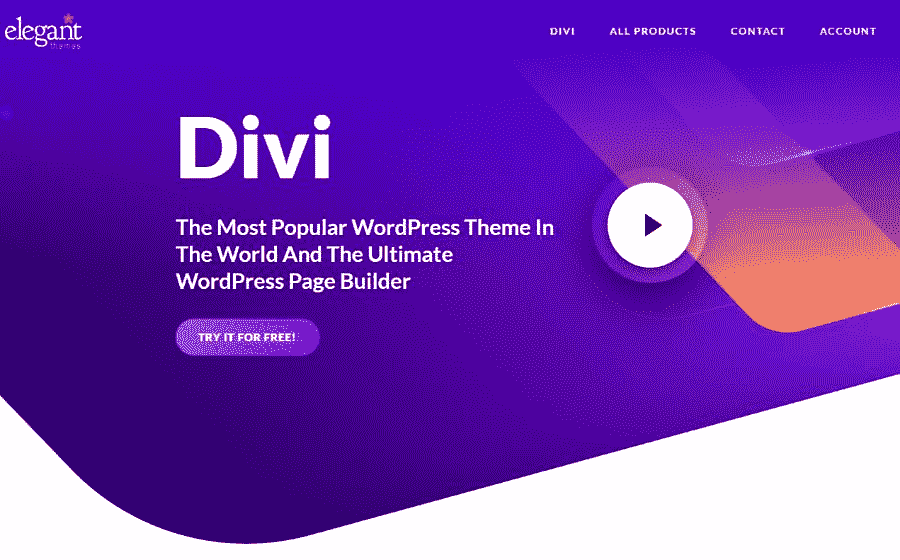 elegant
themes
DIVI
ALL PRODUCTS
CONTACT
ACCOUNT
Divi
The Most Popular WordPress Theme In
The World And The Ultimate
WordPress Page Builder
TRY IT FOR FREE!